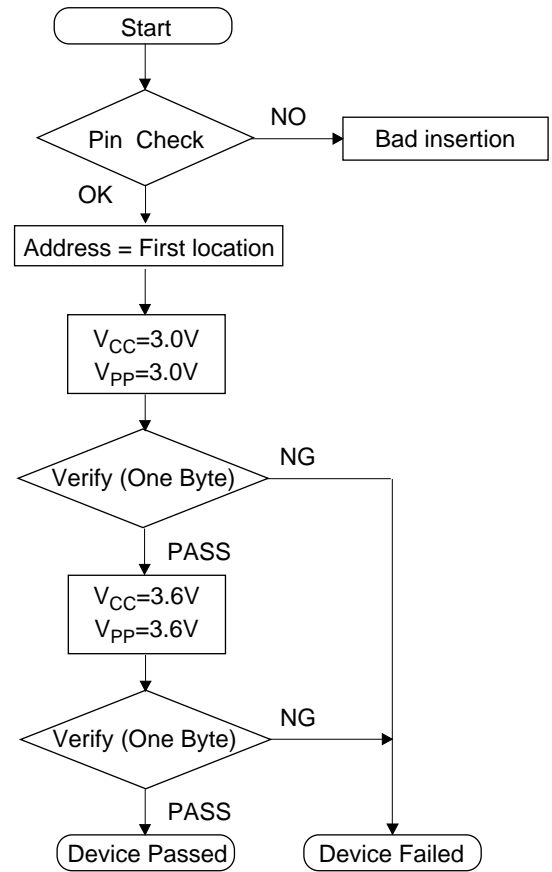 Start
Pin Check
NO
Bad insertion
OK
Address = First location
VCC=3.0V
VPP=3.0V
Verify (One Byte)
NG
PASS
VCC=3.6V
VPP=3.6V
Verify (One Byte)
NG
PASS
Device Passed
Device Failed